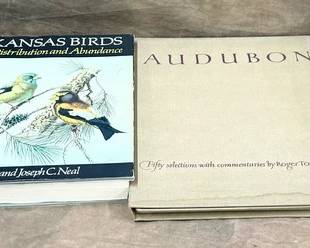 KANSAS BIRDS
Distribution and Abundance
and Joseph C. Neal
AUDUBON
Fifty selections with commentaries by Roger To